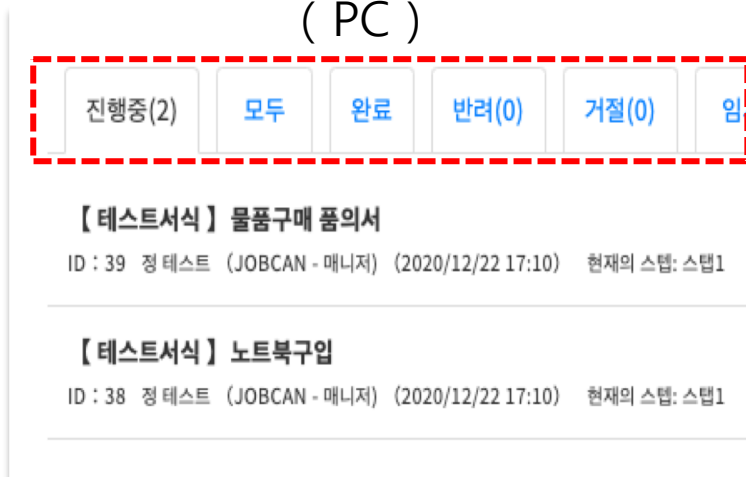 ( PC )
진행중(2) 모두 완료 반려(0) 거절(0) 임
【 테스트서식 】 물품구매 품의서
ID : 39 정 테스트 (JOBCAN - 매니저) (2020/12/22 17:10) 현재의 스텝: 스탭1
【 테스트서식 】 노트북구입
ID : 38 정 테스트 (JOBCAN - 매니저) (2020/12/22 17:10) 현재의 스텝: 스탭1